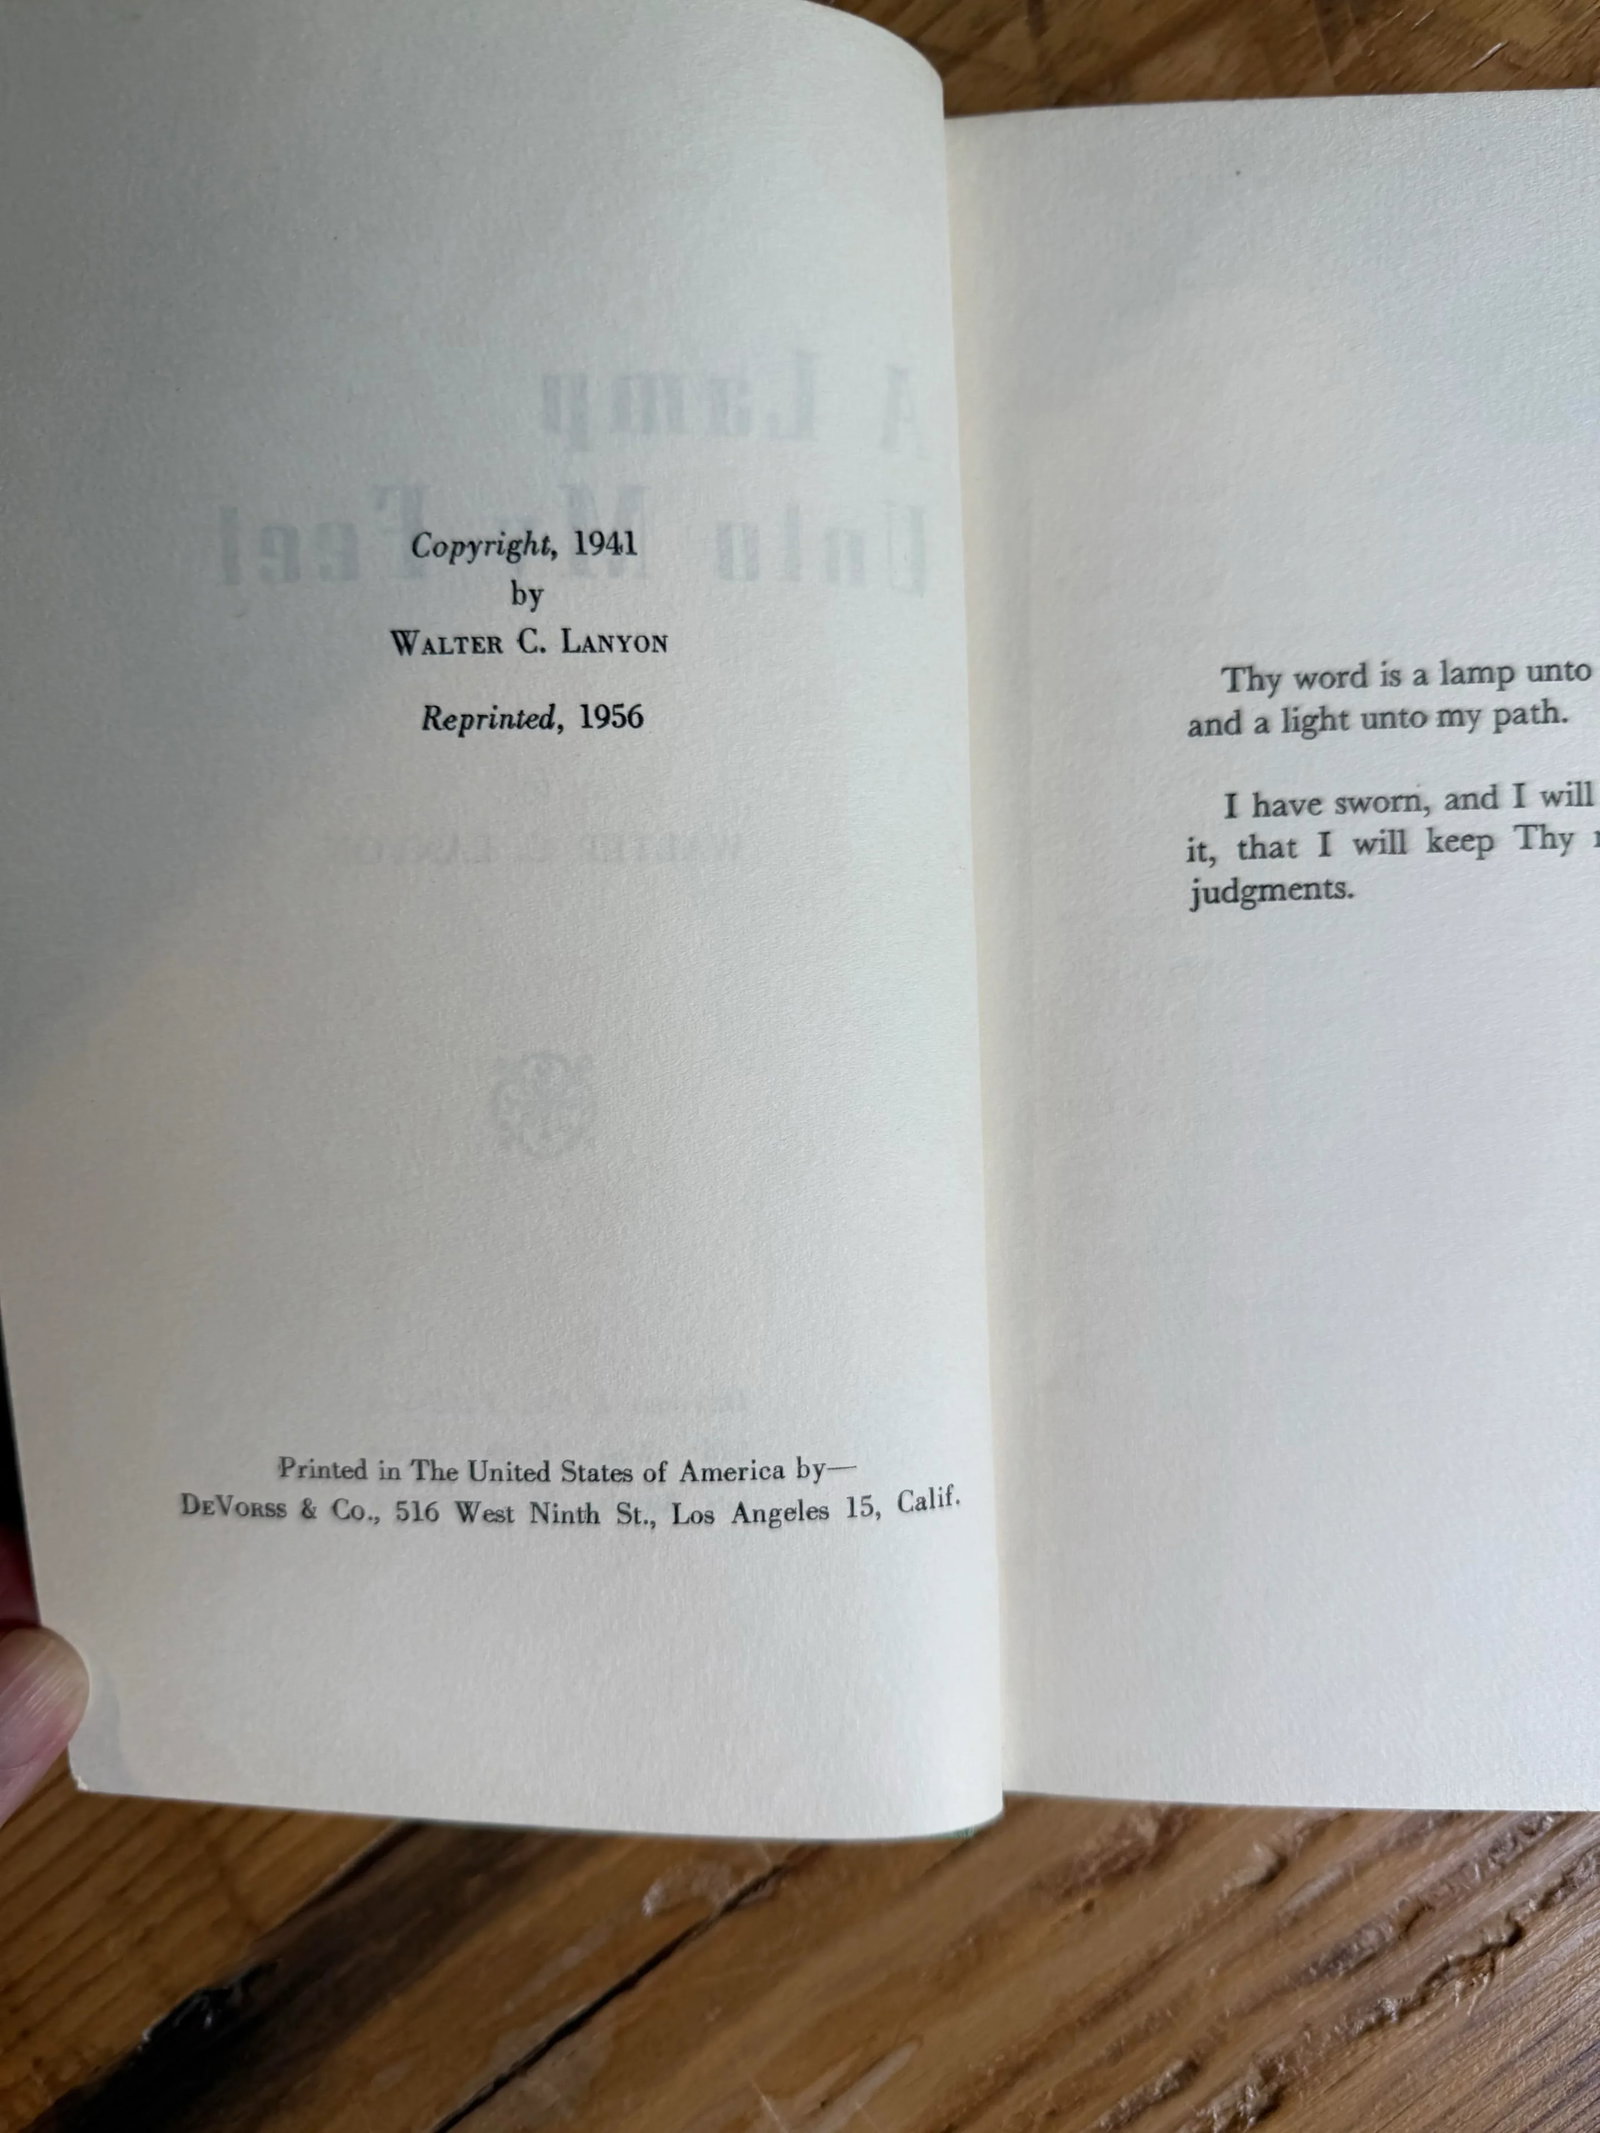 Copyright, 1941
by
WALTER C. LANYON
Reprinted, 1956
Printed in The United States of America by—
DEVORSS & CO., 516 West Ninth St., Los Angeles 15, Calif.
Thy word is a lamp unto
and a light unto my path.
I have sworn, and I will
it, that I will keep Thy
judgments.